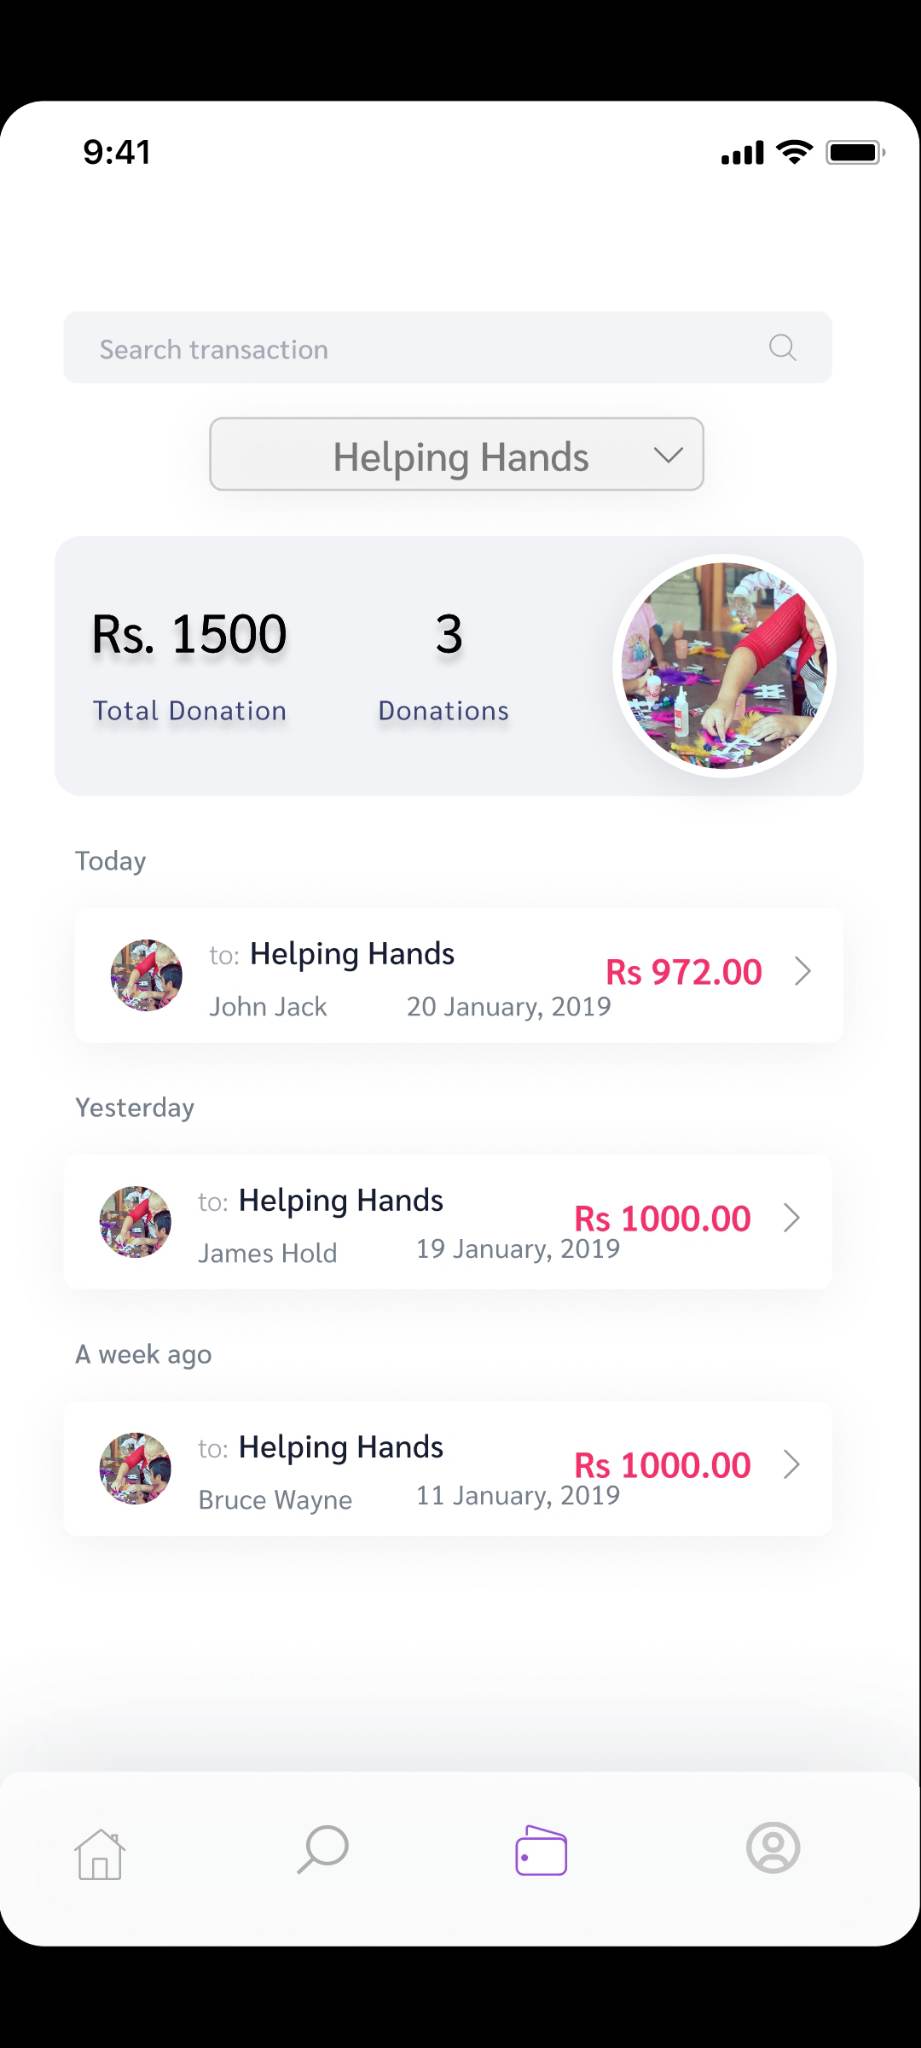 9:41
Search transaction
Helping Hands
Rs. 1500 3
Total Donation Donations
Today
to: Helping Hands
Rs 972.00
John Jack 20 January, 2019
Yesterday
to: Helping Hands
Rs 1000.00
James Hold 19 January, 2019
A week ago
to: Helping Hands
Rs 1000.00
Bruce Wayne 11 January, 2019